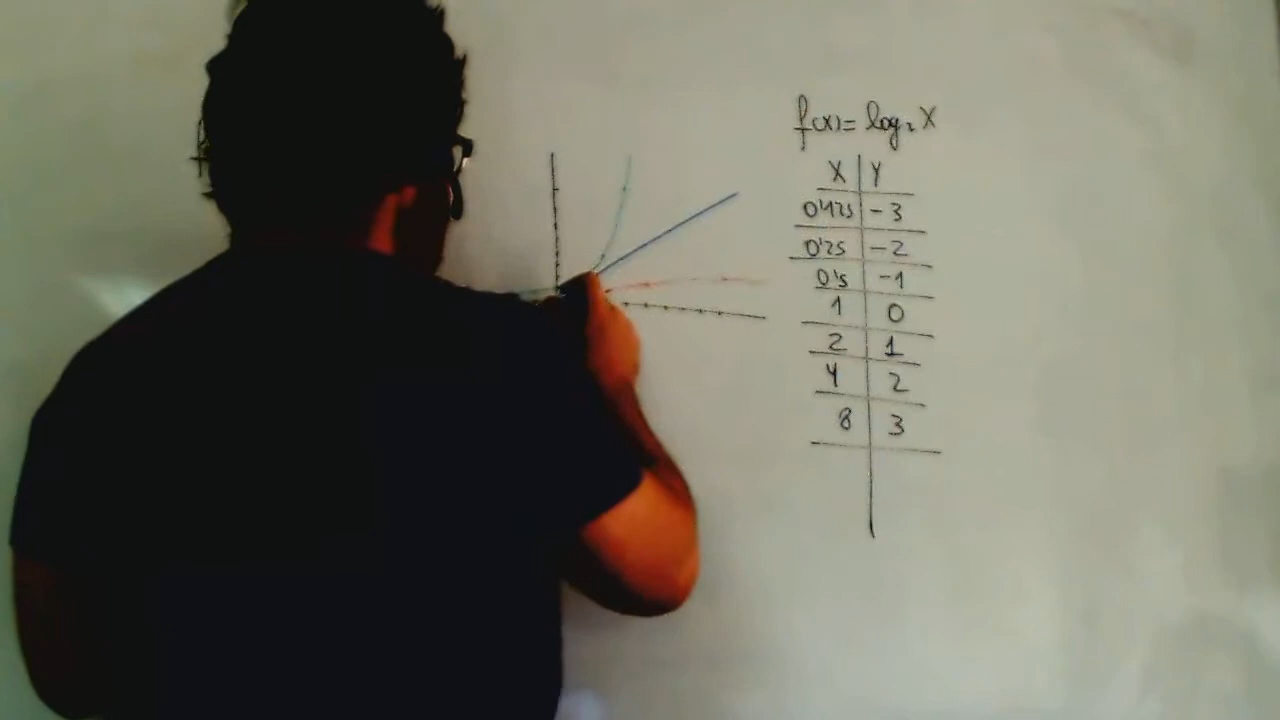 f(x)= log₂ X
X | Y
0'125 | -3
0'25 | -2
0'5 | -1
1 | 0
2 | 1
4 | 2
8 | 3